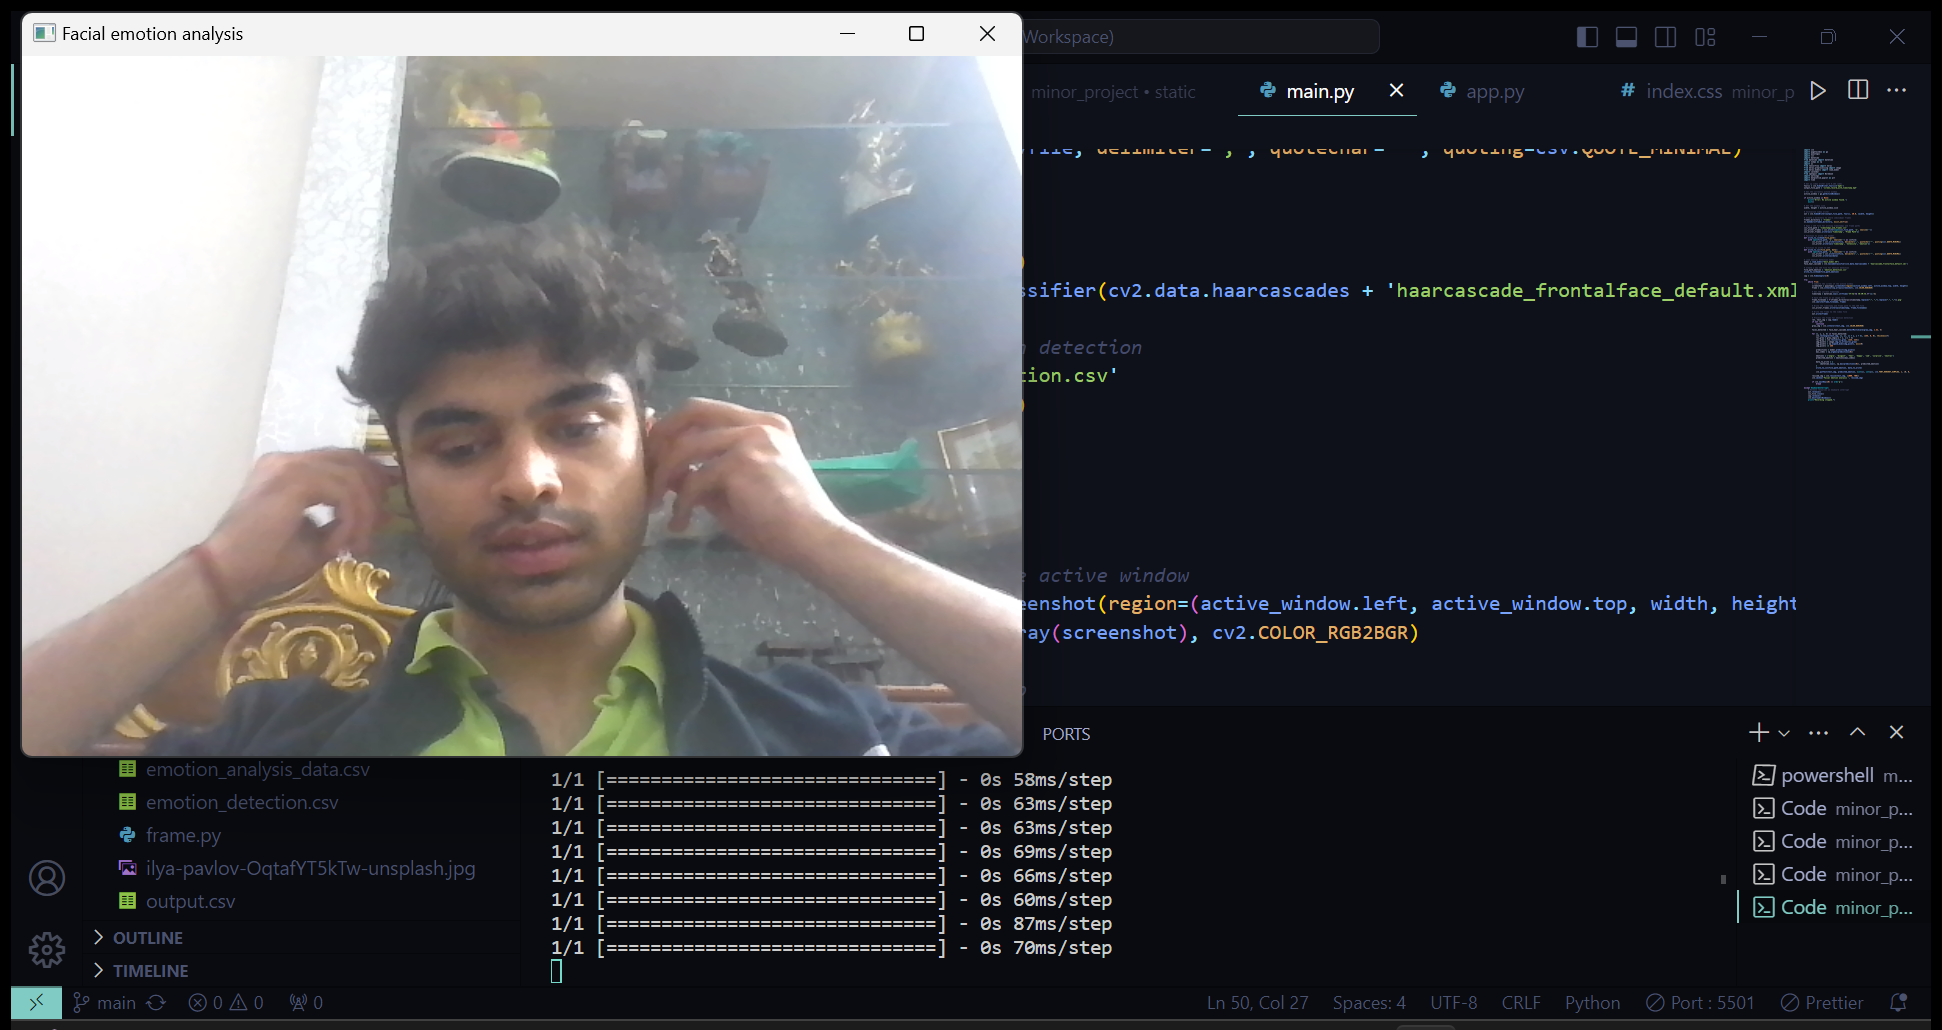 Facial emotion analysis
Workspace)
minor_project • static
main.py
app.py
# index.css minor_p
file, delimiter=',', quotechar='"', quoting=csv.QUOTE_MINIMAL)
)
ssifier(cv2.data.haarcascades + 'haarcascade_frontalface_default.xml
detection
ion.csv'
)
active window
enshot(region=(active_window.left, active_window.top, width, height
ay(screenshot), cv2.COLOR_RGB2BGR)
PORTS
emotion_analysis_data.csv
emotion_detection.csv
frame.py
ilya-pavlov-OqtafYT5kTw-unsplash.jpg
output.csv
OUTLINE
TIMELINE
1/1 [==============================] - 0s 58ms/step
1/1 [==============================] - 0s 63ms/step
1/1 [==============================] - 0s 63ms/step
1/1 [==============================] - 0s 69ms/step
1/1 [==============================] - 0s 66ms/step
1/1 [==============================] - 0s 60ms/step
1/1 [==============================] - 0s 87ms/step
1/1 [==============================] - 0s 70ms/step
powershell m...
Code minor_p...
Code minor_p...
Code minor_p...
Code minor_p...
main 0 0 0 Ln 50, Col 27 Spaces: 4 UTF-8 CRLF Python Port : 5501 Prettier